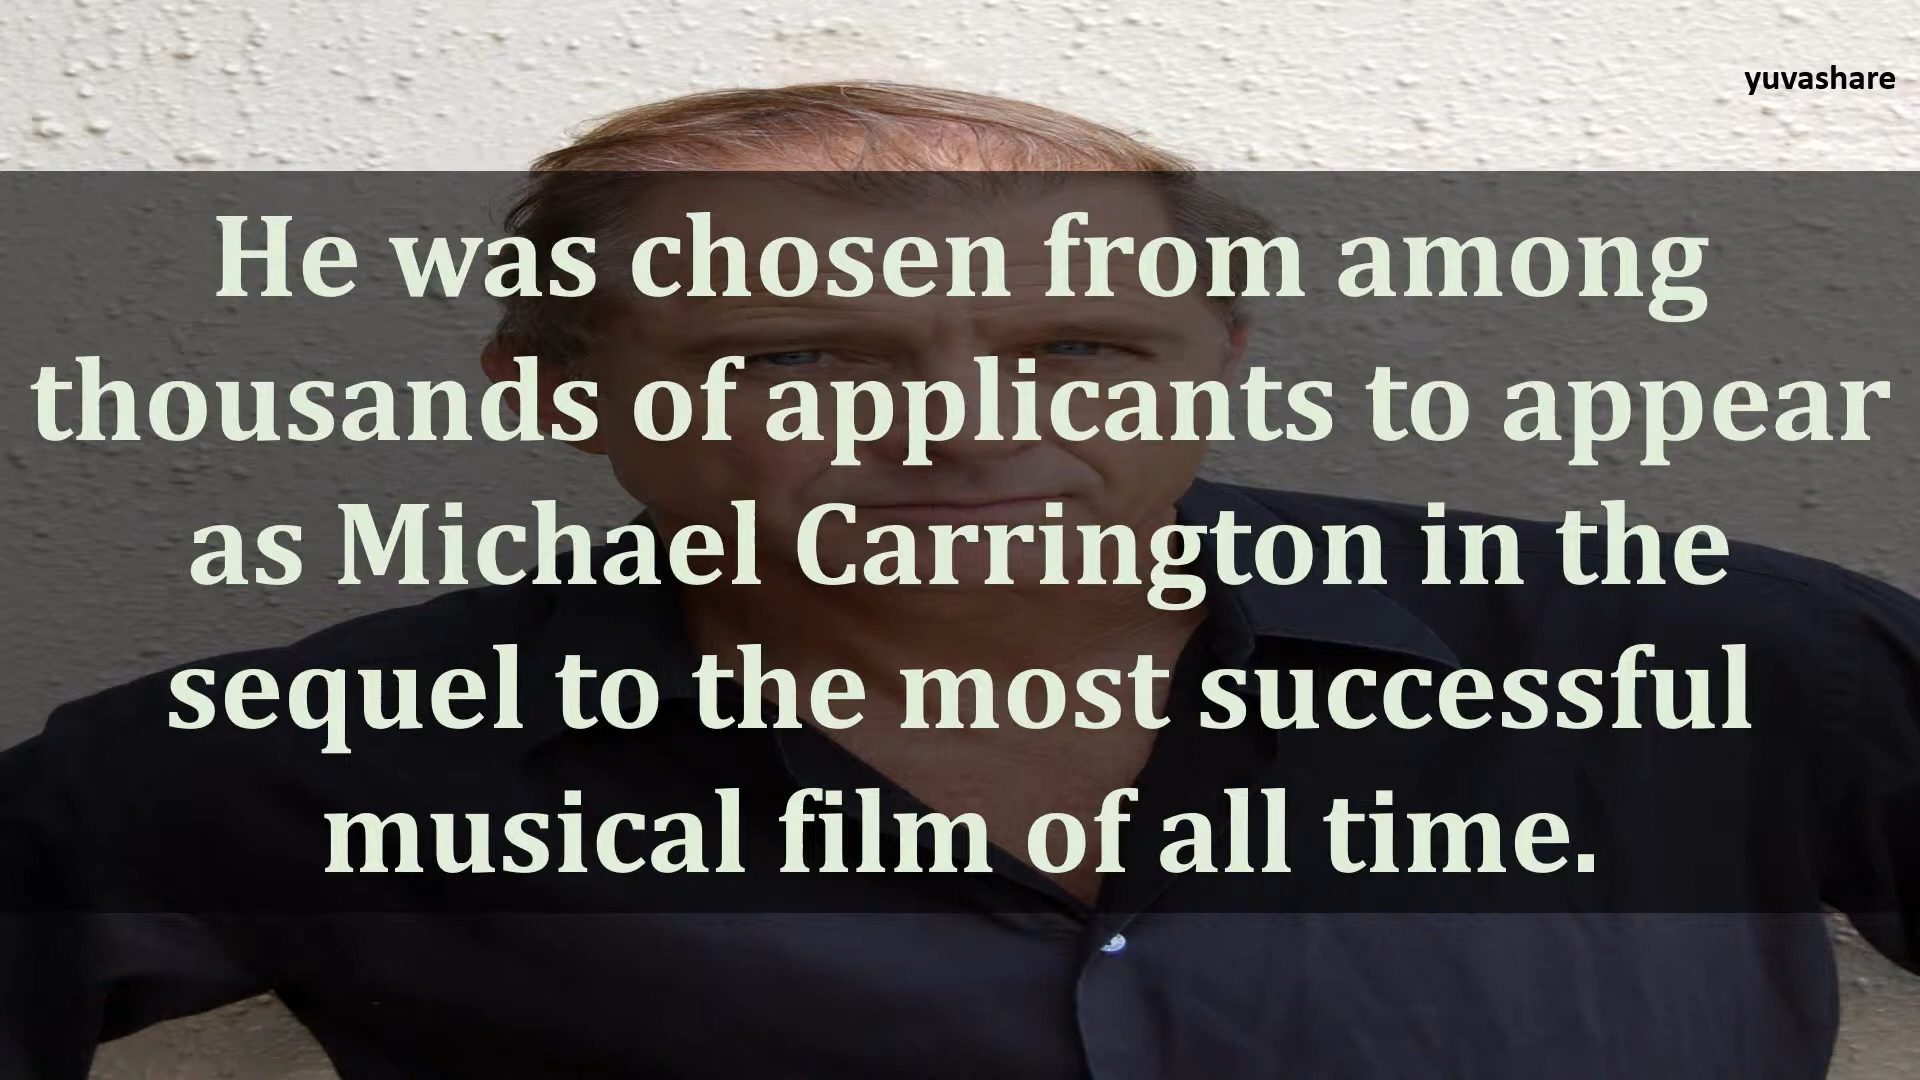 yuvashare
He was chosen from among
thousands of applicants to appear
as Michael Carrington in the
sequel to the most successful
musical film of all time.